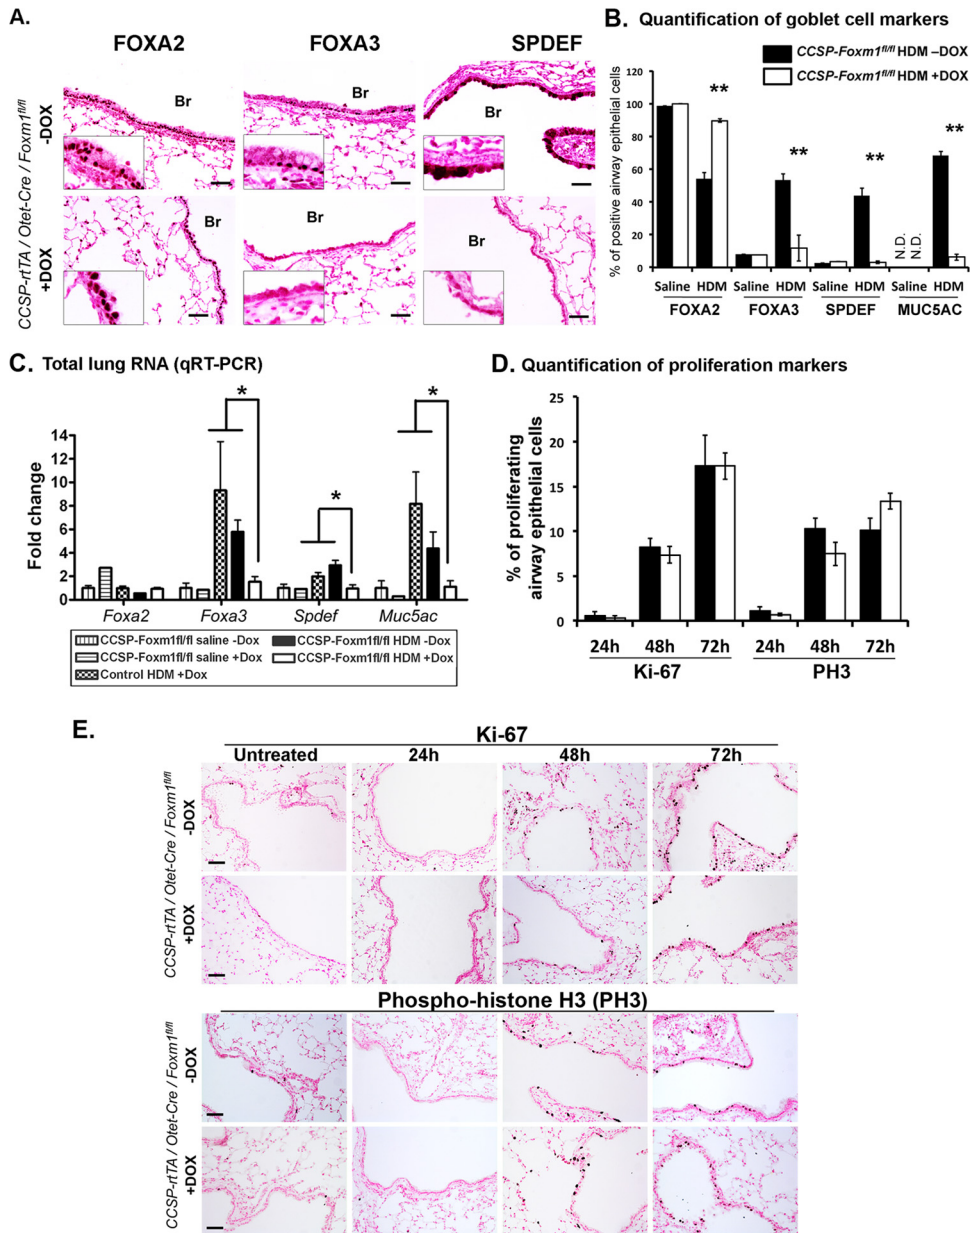 A.
FOXA2 FOXA3 SPDEF
CCSP-rtTA / Otet-Cre / Foxm1fl/fl
-DOX
+DOX
Br
Br
Br
Br
Br
Br
B. Quantification of goblet cell markers
CCSP-Foxm1fl/fl HDM –DOX
CCSP-Foxm1fl/fl HDM +DOX
% of positive airway epithelial cells
120
100
80
60
40
20
0
**
**
**
**
N.D.
N.D.
Saline HDM Saline HDM Saline HDM Saline HDM
FOXA2 FOXA3 SPDEF MUC5AC
C. Total lung RNA (qRT-PCR)
Fold change
14
12
10
8
6
4
2
0
*
*
*
Foxa2 Foxa3 Spdef Muc5ac
CCSP-Foxm1fl/fl saline -Dox CCSP-Foxm1fl/fl HDM -Dox
CCSP-Foxm1fl/fl saline +Dox CCSP-Foxm1fl/fl HDM +Dox
Control HDM +Dox
D. Quantification of proliferation markers
% of proliferating
airway epithelial cells
25
20
15
10
5
0
24h 48h 72h 24h 48h 72h
Ki-67 PH3
E.
Ki-67
Untreated 24h 48h 72h
CCSP-rtTA / Otet-Cre / Foxm1fl/fl
-DOX
+DOX
Phospho-histone H3 (PH3)
CCSP-rtTA / Otet-Cre / Foxm1fl/fl
-DOX
+DOX